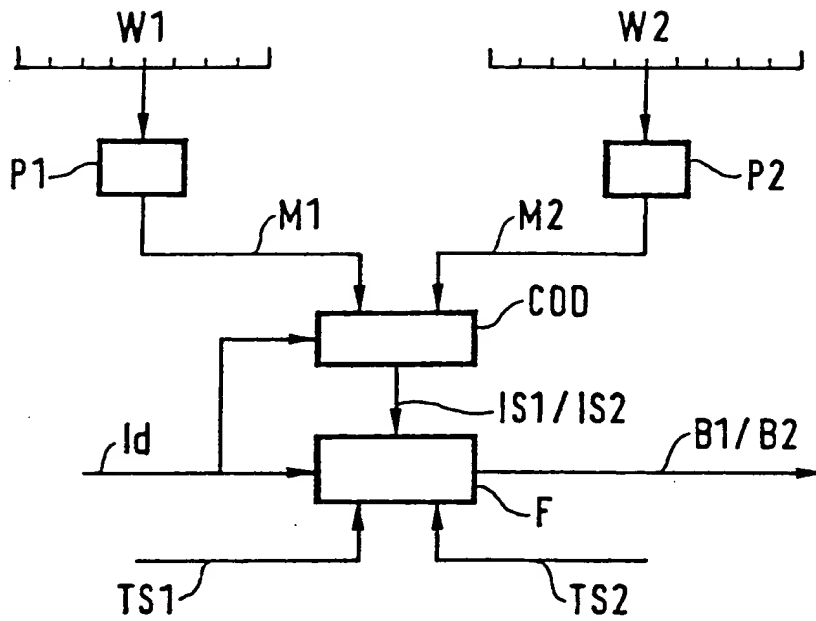 W1
W2
P1
P2
M1
M2
COD
IS1/IS2
Id
B1/B2
F
TS1
TS2